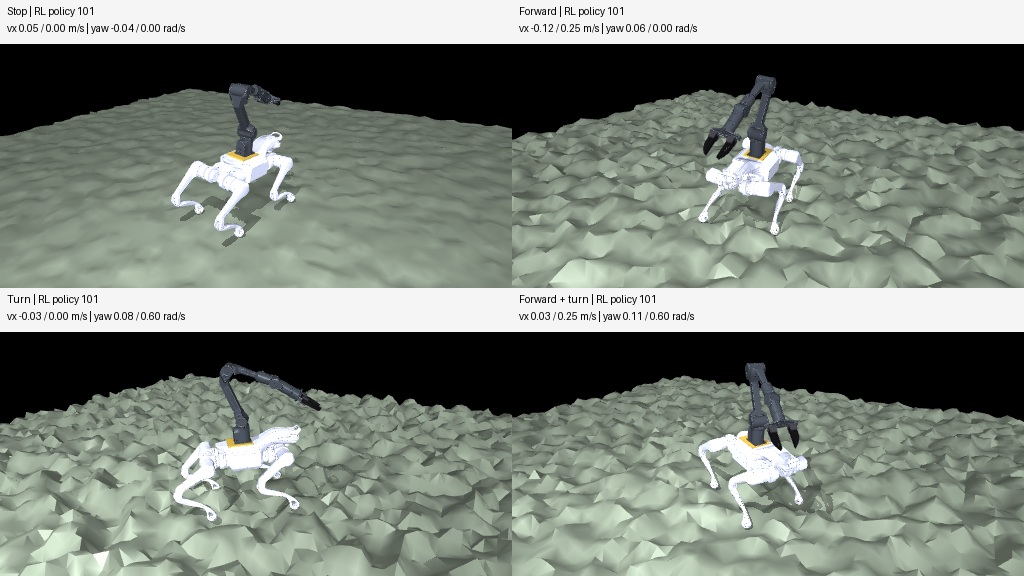 Stop | RL policy 101
vx 0.05 / 0.00 m/s | yaw -0.04 / 0.00 rad/s
Forward | RL policy 101
vx -0.12 / 0.25 m/s | yaw 0.06 / 0.00 rad/s
Turn | RL policy 101
vx -0.03 / 0.00 m/s | yaw 0.08 / 0.60 rad/s
Forward + turn | RL policy 101
vx 0.03 / 0.25 m/s | yaw 0.11 / 0.60 rad/s